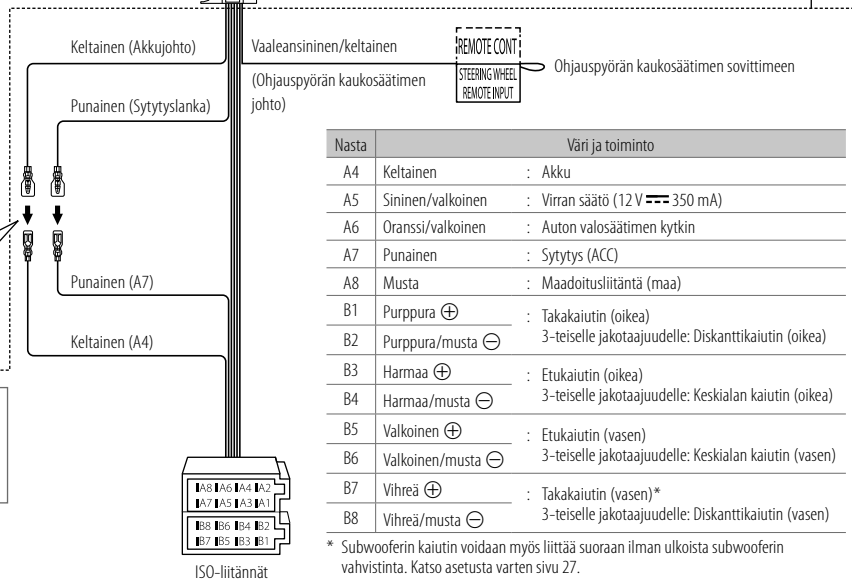 Keltainen (Akkujohto)
Vaaleansininen/keltainen
(Ohjauspyörän kaukosäätimen
johto)
REMOTE CONT
STEERING WHEEL
REMOTE INPUT
Ohjauspyörän kaukosäätimen sovittimeen
Punainen (Sytytyslanka)
Punainen (A7)
Keltainen (A4)
Nasta Väri ja toiminto
A4 Keltainen : Akku
A5 Sininen/valkoinen : Virran säätö (12 V ⎓ 350 mA)
A6 Oranssi/valkoinen : Auton valosäätimen kytkin
A7 Punainen : Sytytys (ACC)
A8 Musta : Maadoitusliitäntä (maa)
B1 Purppura ⊕ : Takakaiutin (oikea)
B2 Purppura/musta ⊖ 3-teiselle jakotaajuudelle: Diskanttikaiutin (oikea)
B3 Harmaa ⊕ : Etukaiutin (oikea)
B4 Harmaa/musta ⊖ 3-teiselle jakotaajuudelle: Keskialan kaiutin (oikea)
B5 Valkoinen ⊕ : Etukaiutin (vasen)
B6 Valkoinen/musta ⊖ 3-teiselle jakotaajuudelle: Keskialan kaiutin (vasen)
B7 Vihreä ⊕ : Takakaiutin (vasen)*
B8 Vihreä/musta ⊖ 3-teiselle jakotaajuudelle: Diskanttikaiutin (vasen)
* Subwooferin kaiutin voidaan myös liittää suoraan ilman ulkoista subwooferin
vahvistinta. Katso asetusta varten sivu 27.
A8 A6 A4 A2
A7 A5 A3 A1
B8 B6 B4 B2
B7 B5 B3 B1
ISO-liitännät